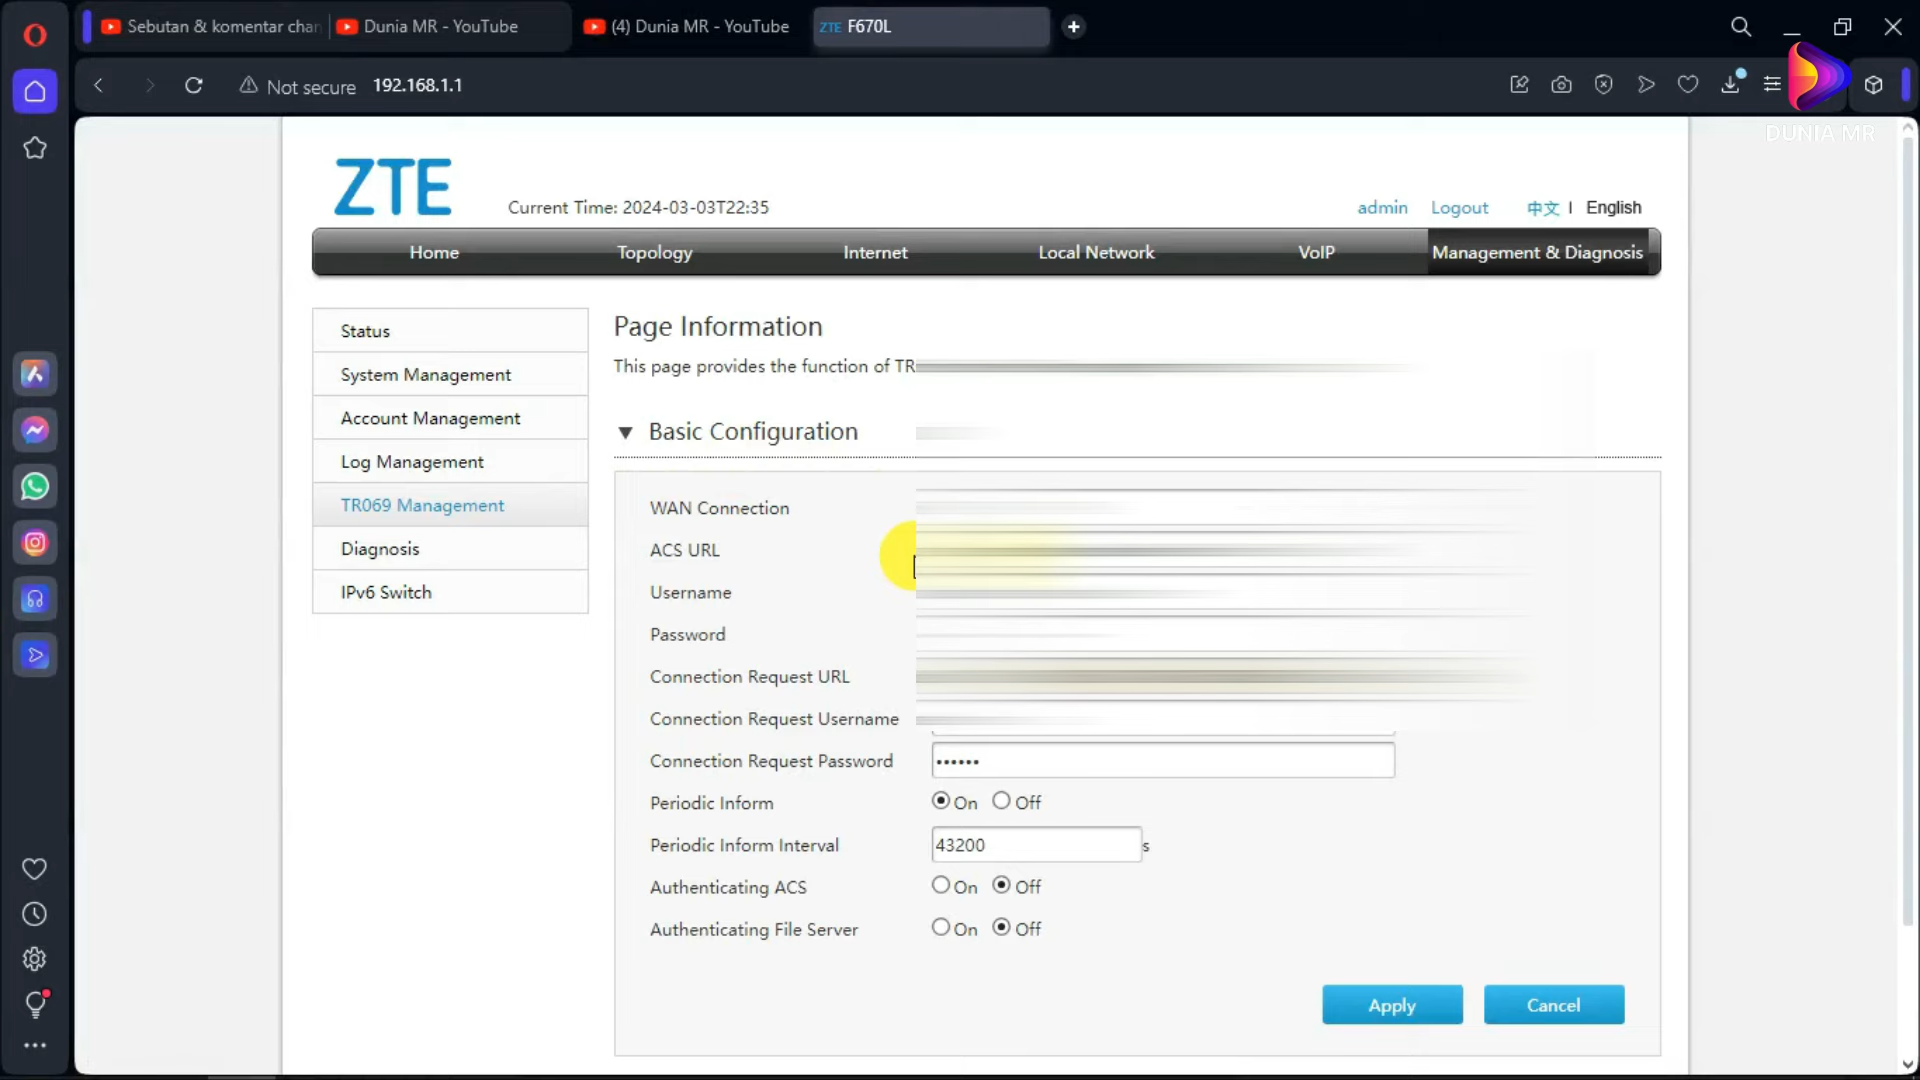 Sebutan & komentar chan
Dunia MR - YouTube
(4) Dunia MR - YouTube
ZTE F670L
Not secure 192.168.1.1
DUNIA MR
ZTE
Current Time: 2024-03-03T22:35
admin Logout 中文 | English
Home Topology Internet Local Network VoIP Management & Diagnosis
Status
System Management
Account Management
Log Management
TR069 Management
Diagnosis
IPv6 Switch
Page Information
This page provides the function of TR
Basic Configuration
WAN Connection
ACS URL
Username
Password
Connection Request URL
Connection Request Username
Connection Request Password ••••••
Periodic Inform On Off
Periodic Inform Interval 43200 s
Authenticating ACS On Off
Authenticating File Server On Off
Apply Cancel